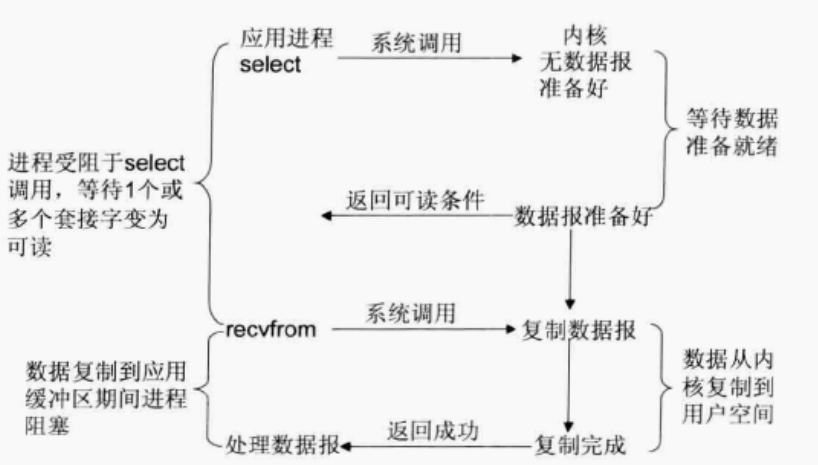 应用进程
select
系统调用
内核
无数据报
准备好
等待数据
准备就绪
进程受阻于select
调用，等待1个或
多个套接字变为
可读
返回可读条件
数据报准备好
recvfrom
系统调用
复制数据报
数据复制到应用
缓冲区期间进程
阻塞
数据从内
核复制到
用户空间
处理数据报
返回成功
复制完成